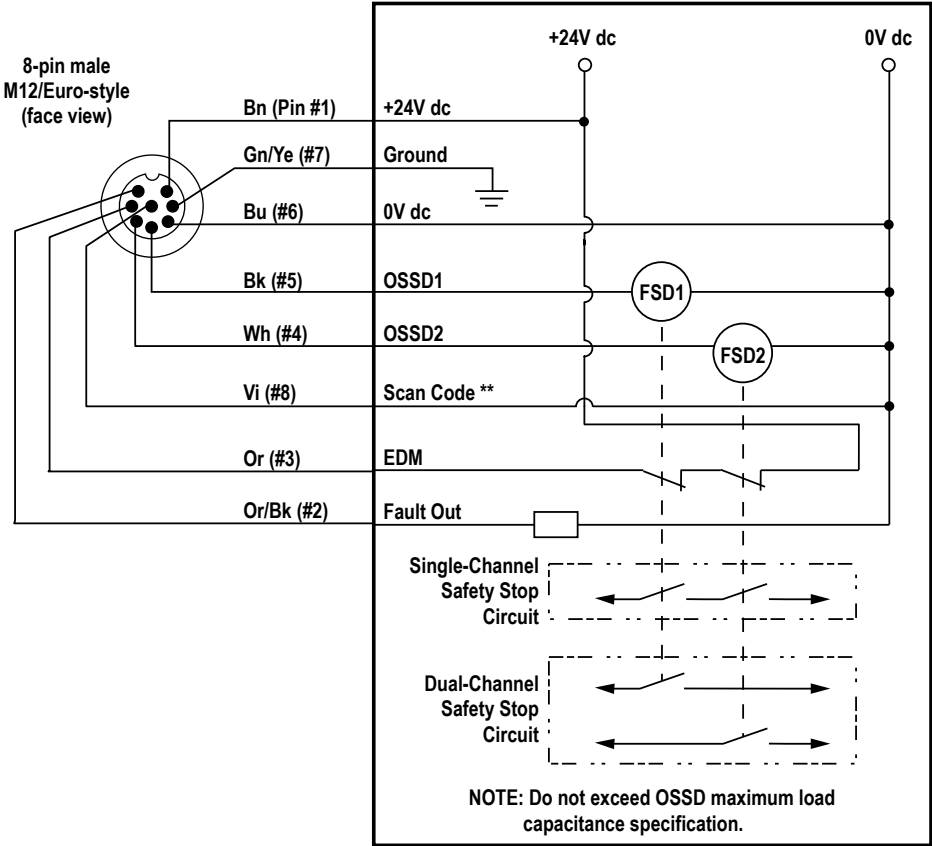 +24V dc
0V dc
8-pin male
M12/Euro-style
(face view)
Bn (Pin #1)
+24V dc
Gn/Ye (#7)
Ground
Bu (#6)
0V dc
Bk (#5)
OSSD1
FSD1
Wh (#4)
OSSD2
FSD2
Vi (#8)
Scan Code **
Or (#3)
EDM
Or/Bk (#2)
Fault Out
Single-Channel
Safety Stop
Circuit
Dual-Channel
Safety Stop
Circuit
NOTE: Do not exceed OSSD maximum load
capacitance specification.